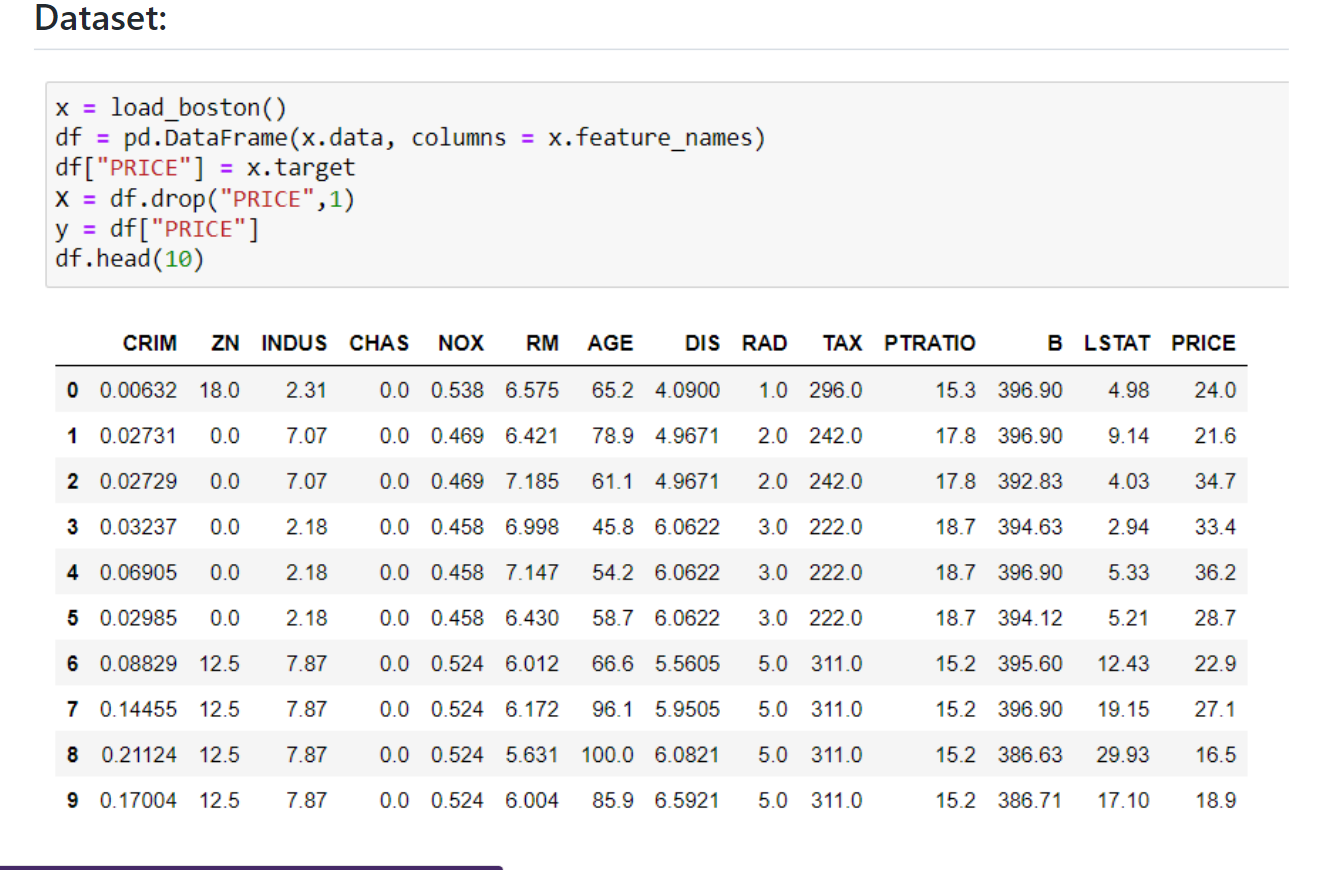 Dataset:
x = load_boston()
df = pd.DataFrame(x.data, columns = x.feature_names)
df["PRICE"] = x.target
X = df.drop("PRICE",1)
y = df["PRICE"]
df.head(10)
CRIM ZN INDUS CHAS NOX RM AGE DIS RAD TAX PTRATIO B LSTAT PRICE
0 0.00632 18.0 2.31 0.0 0.538 6.575 65.2 4.0900 1.0 296.0 15.3 396.90 4.98 24.0
1 0.02731 0.0 7.07 0.0 0.469 6.421 78.9 4.9671 2.0 242.0 17.8 396.90 9.14 21.6
2 0.02729 0.0 7.07 0.0 0.469 7.185 61.1 4.9671 2.0 242.0 17.8 392.83 4.03 34.7
3 0.03237 0.0 2.18 0.0 0.458 6.998 45.8 6.0622 3.0 222.0 18.7 394.63 2.94 33.4
4 0.06905 0.0 2.18 0.0 0.458 7.147 54.2 6.0622 3.0 222.0 18.7 396.90 5.33 36.2
5 0.02985 0.0 2.18 0.0 0.458 6.430 58.7 6.0622 3.0 222.0 18.7 394.12 5.21 28.7
6 0.08829 12.5 7.87 0.0 0.524 6.012 66.6 5.5605 5.0 311.0 15.2 395.60 12.43 22.9
7 0.14455 12.5 7.87 0.0 0.524 6.172 96.1 5.9505 5.0 311.0 15.2 396.90 19.15 27.1
8 0.21124 12.5 7.87 0.0 0.524 5.631 100.0 6.0821 5.0 311.0 15.2 386.63 29.93 16.5
9 0.17004 12.5 7.87 0.0 0.524 6.004 85.9 6.5921 5.0 311.0 15.2 386.71 17.10 18.9